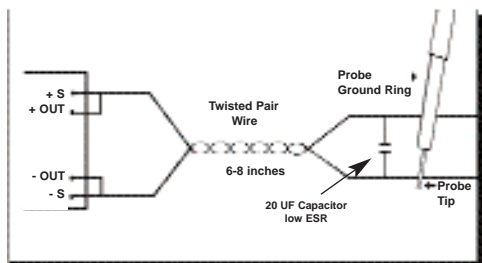 + S
+ OUT
- OUT
- S
Twisted Pair
Wire
6-8 inches
20 UF Capacitor
low ESR
Probe
Ground Ring
Probe
Tip